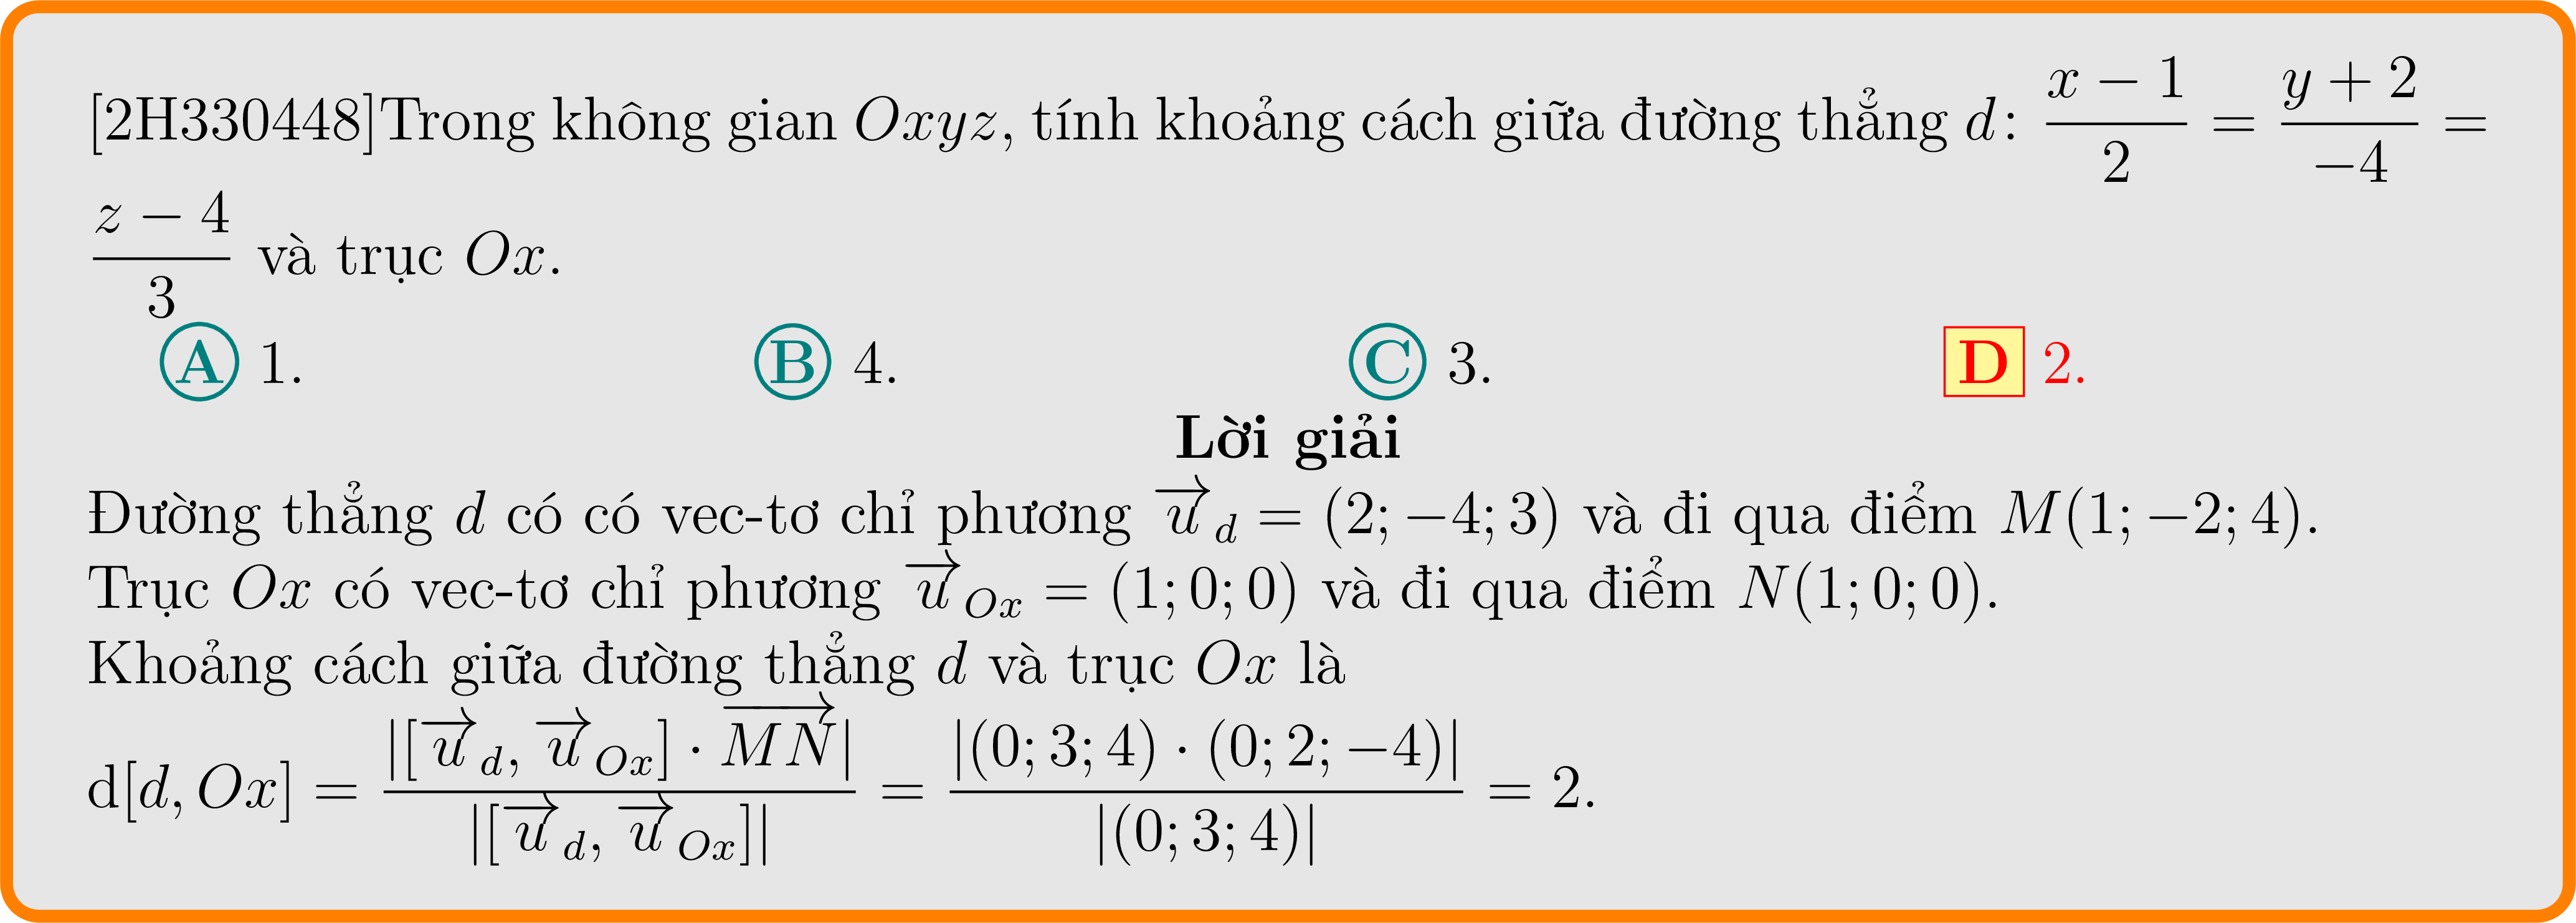 [2H330448]Trong không gian Oxyz, tính khoảng cách giữa đường thẳng d: \frac{x − 1}{2} = \frac{y + 2}{−4} =
\frac{z − 4}{3} và trục Ox.
A 1. B 4. C 3. D 2.
Lời giải
Đường thẳng d có có vec-tơ chỉ phương \overrightarrow{u}_d = (2; −4; 3) và đi qua điểm M(1; −2; 4).
Trục Ox có vec-tơ chỉ phương \overrightarrow{u}_{Ox} = (1; 0; 0) và đi qua điểm N(1; 0; 0).
Khoảng cách giữa đường thẳng d và trục Ox là
d[d, Ox] = \frac{|[\overrightarrow{u}_d, \overrightarrow{u}_{Ox}] · \overrightarrow{MN}|}{|[\overrightarrow{u}_d, \overrightarrow{u}_{Ox}]|} = \frac{|(0; 3; 4) · (0; 2; −4)|}{|(0; 3; 4)|} = 2.